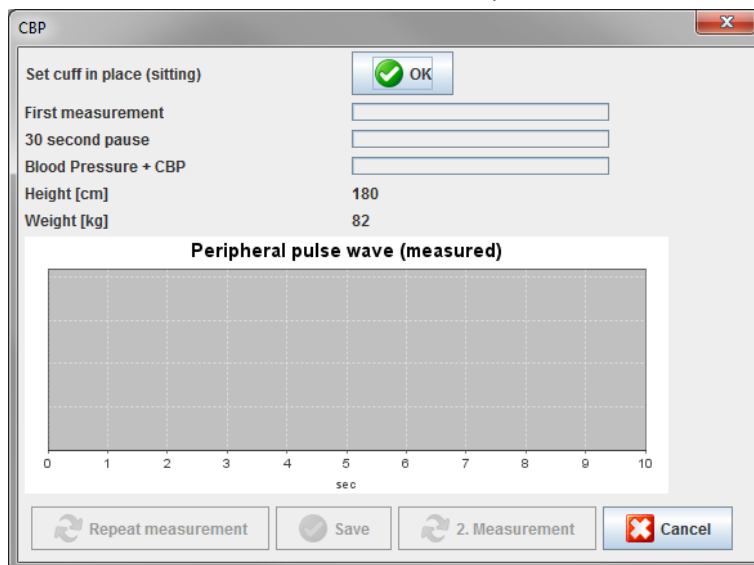 CBP
Set cuff in place (sitting) OK
First measurement
30 second pause
Blood Pressure + CBP
Height [cm] 180
Weight [kg] 82
Peripheral pulse wave (measured)
0 1 2 3 4 5 6 7 8 9 10
sec
Repeat measurement Save 2. Measurement Cancel